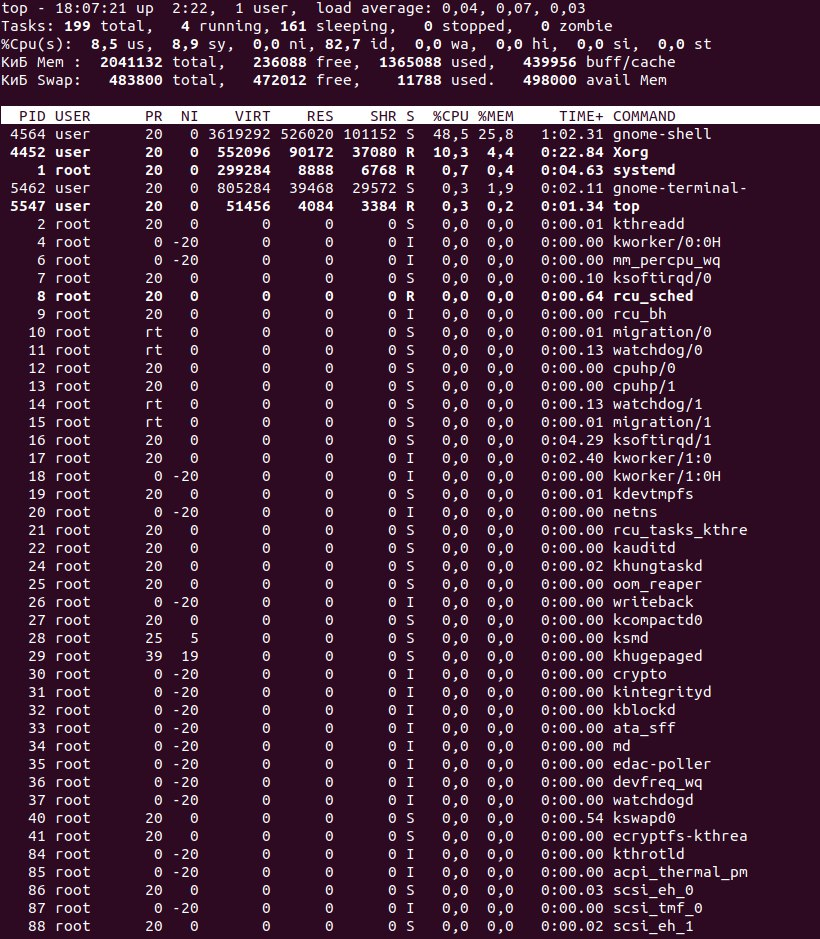 top - 18:07:21 up  2:22,  1 user,  load average: 0,04, 0,07, 0,03
Tasks: 199 total,   4 running, 161 sleeping,   0 stopped,   0 zombie
%Cpu(s):  8,5 us,  8,9 sy,  0,0 ni, 82,7 id,  0,0 wa,  0,0 hi,  0,0 si,  0,0 st
КиБ Mem :  2041132 total,   236088 free,  1365088 used,   439956 buff/cache
КиБ Swap:   483800 total,   472012 free,    11788 used.   498000 avail Mem
PID USER      PR  NI    VIRT    RES    SHR S  %CPU %MEM     TIME+ COMMAND
4564 user      20   0 3619292 526020 101152 S  48,5 25,8   1:02.31 gnome-shell
4452 user      20   0  552096  90172  37080 R  10,3  4,4   0:22.84 Xorg
1 root      20   0  299284   8888   6768 R   0,7  0,4   0:04.63 systemd
5462 user      20   0  805284  39468  29572 S   0,3  1,9   0:02.11 gnome-terminal-
5547 user      20   0   51456   4084   3384 R   0,3  0,2   0:01.34 top
2 root      20   0       0      0      0 S   0,0  0,0   0:00.01 kthreadd
4 root       0 -20       0      0      0 I   0,0  0,0   0:00.00 kworker/0:0H
6 root       0 -20       0      0      0 I   0,0  0,0   0:00.00 mm_percpu_wq
7 root      20   0       0      0      0 S   0,0  0,0   0:00.10 ksoftirqd/0
8 root      20   0       0      0      0 R   0,0  0,0   0:00.64 rcu_sched
9 root      20   0       0      0      0 I   0,0  0,0   0:00.00 rcu_bh
10 root      rt   0       0      0      0 S   0,0  0,0   0:00.01 migration/0
11 root      rt   0       0      0      0 S   0,0  0,0   0:00.13 watchdog/0
12 root      20   0       0      0      0 S   0,0  0,0   0:00.00 cpuhp/0
13 root      20   0       0      0      0 S   0,0  0,0   0:00.00 cpuhp/1
14 root      rt   0       0      0      0 S   0,0  0,0   0:00.13 watchdog/1
15 root      rt   0       0      0      0 S   0,0  0,0   0:00.01 migration/1
16 root      20   0       0      0      0 S   0,0  0,0   0:04.29 ksoftirqd/1
17 root      20   0       0      0      0 I   0,0  0,0   0:02.40 kworker/1:0
18 root       0 -20       0      0      0 I   0,0  0,0   0:00.00 kworker/1:0H
19 root      20   0       0      0      0 S   0,0  0,0   0:00.01 kdevtmpfs
20 root       0 -20       0      0      0 I   0,0  0,0   0:00.00 netns
21 root      20   0       0      0      0 S   0,0  0,0   0:00.00 rcu_tasks_kthre
22 root      20   0       0      0      0 S   0,0  0,0   0:00.00 kauditd
24 root      20   0       0      0      0 S   0,0  0,0   0:00.02 khungtaskd
25 root      20   0       0      0      0 S   0,0  0,0   0:00.00 oom_reaper
26 root       0 -20       0      0      0 I   0,0  0,0   0:00.00 writeback
27 root      20   0       0      0      0 S   0,0  0,0   0:00.00 kcompactd0
28 root      25   5       0      0      0 S   0,0  0,0   0:00.00 ksmd
29 root      39  19       0      0      0 S   0,0  0,0   0:00.00 khugepaged
30 root       0 -20       0      0      0 I   0,0  0,0   0:00.00 crypto
31 root       0 -20       0      0      0 I   0,0  0,0   0:00.00 kintegrityd
32 root       0 -20       0      0      0 I   0,0  0,0   0:00.00 kblockd
33 root       0 -20       0      0      0 I   0,0  0,0   0:00.00 ata_sff
34 root       0 -20       0      0      0 I   0,0  0,0   0:00.00 md
35 root       0 -20       0      0      0 I   0,0  0,0   0:00.00 edac-poller
36 root       0 -20       0      0      0 I   0,0  0,0   0:00.00 devfreq_wq
37 root       0 -20       0      0      0 I   0,0  0,0   0:00.00 watchdogd
40 root      20   0       0      0      0 S   0,0  0,0   0:00.54 kswapd0
41 root      20   0       0      0      0 S   0,0  0,0   0:00.00 ecryptfs-kthrea
84 root       0 -20       0      0      0 I   0,0  0,0   0:00.00 kthrotld
85 root       0 -20       0      0      0 I   0,0  0,0   0:00.00 acpi_thermal_pm
86 root      20   0       0      0      0 S   0,0  0,0   0:00.03 scsi_eh_0
87 root       0 -20       0      0      0 I   0,0  0,0   0:00.00 scsi_tmf_0
88 root      20   0       0      0      0 S   0,0  0,0   0:00.02 scsi_eh_1